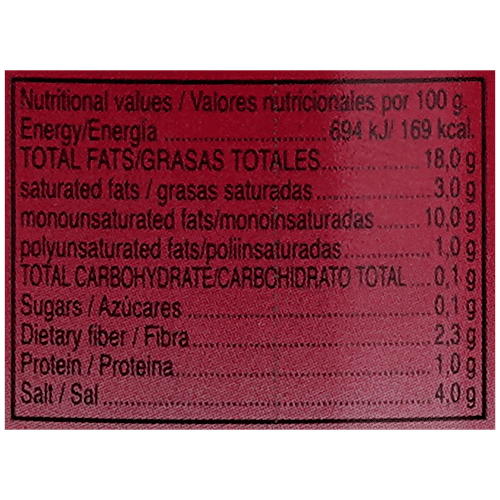 Nutritional values / Valores nutricionales por 100 g.
Energy/Energía ................ 694 kJ/ 169 kcal.
TOTAL FATS/GRASAS TOTALES ....... 18,0 g
saturated fats / grasas saturadas ....... 3,0 g
monounsaturated fats/monoinsaturadas ....... 10,0 g
polyunsaturated fats/poliinsaturadas ....... 1,0 g
TOTAL CARBOHYDRATE/CARBOHIDRATO TOTAL .... 0,1 g
Sugars / Azúcares ....... 0,1 g
Dietary fiber / Fibra ....... 2,3 g
Protein / Proteina ....... 1,0 g
Salt / Sal ....... 4,0 g